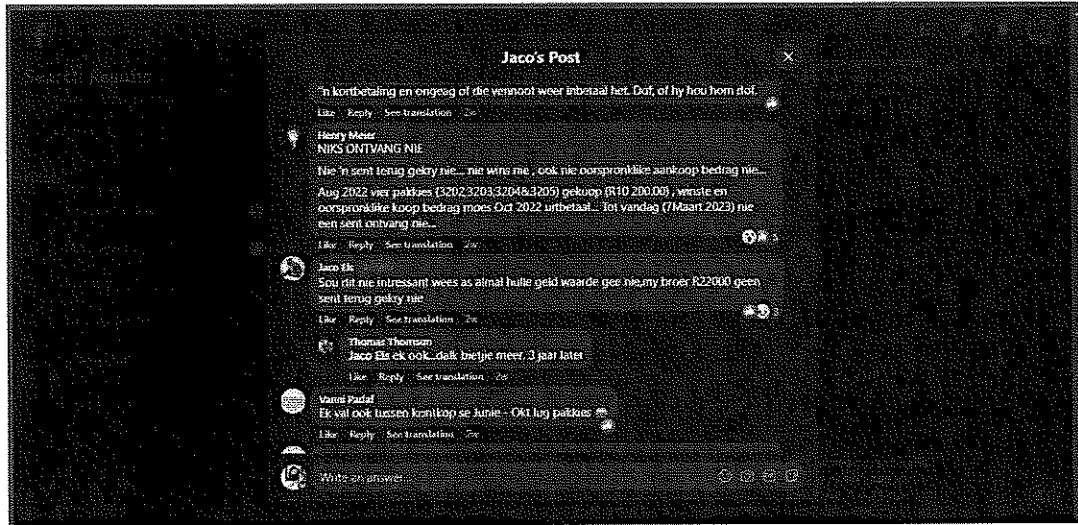 Jaco's Post
'n kortbetaling en ongeag of die vennoot weer inbetaal het. Dof, of hy hou hom dof.
Like Reply See translation 2w
Henry Meier
NIKS ONTVANG NIE
Nie 'n sent terug gekry nie... nie wins nie , ook nie oorspronklike aankoop bedrag nie...
Aug 2022 vier pakkies (3202;3203;3204&3205) gekoop (R10 200.00) , winste en
oorspronklike koop bedrag moes Oct 2022 uitbetaal... Tot vandag (7Maart 2023) nie
een sent ontvang nie...
Like Reply See translation 2w
Jaco Els
Sou dit nie intressant wees as almal hulle geld waarde gee nie,my broer R22000 geen
sent terug gekry nie
Like Reply See translation 2w
3
Thomas Thomson
Jaco Els ek ook...dalk bietjie meer, 3 jaar later
Like Reply See translation 2w
Vanni Padaf
Ek val ook tussen kontkop se Junie - Okt lug pakkies
Like Reply See translation 2w
Write an answer